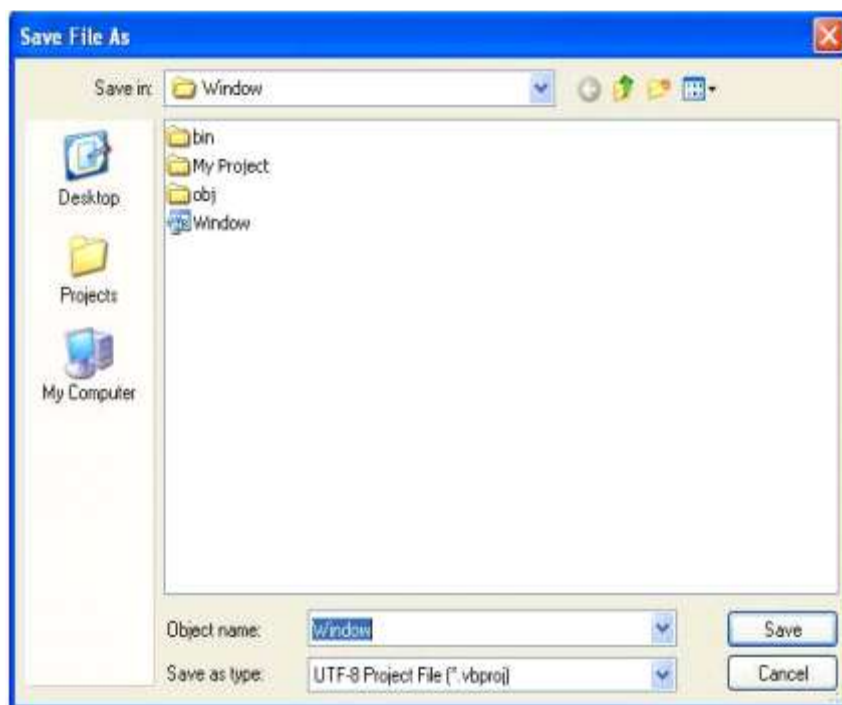 Save File As
Save in: Window
Desktop
Projects
My Computer
bin
My Project
obj
Window
Object name: Window
Save
Save as type: UTF-8 Project File (*.vbproj)
Cancel